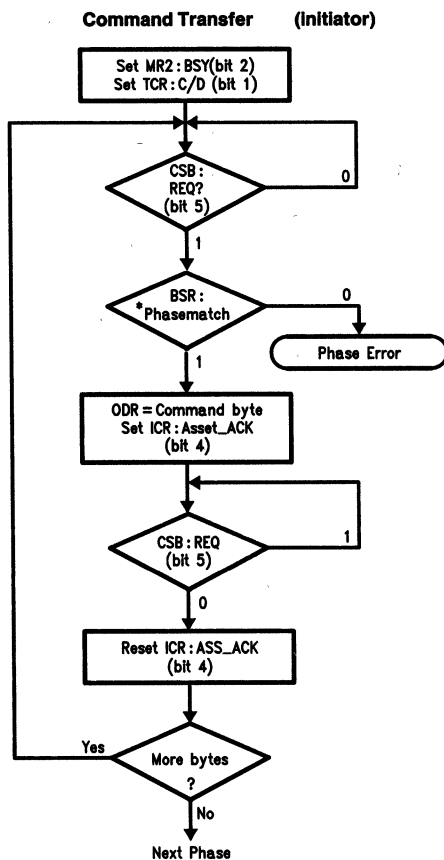 Command Transfer (Initiator)
Set MR2:BSY(bit 2)
Set TCR:C/D (bit 1)
CSB:
REQ?
(bit 5)
0
1
BSR:
*Phasematch
0
Phase Error
1
ODR=Command byte
Set ICR:Asset_ACK
(bit 4)
CSB:REQ
(bit 5)
1
0
Reset ICR:ASS_ACK
(bit 4)
Yes
More bytes
?
No
Next Phase